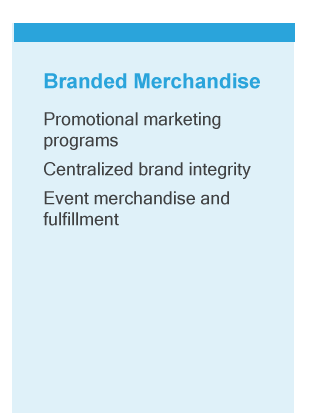 Branded Merchandise
Promotional marketing
programs
Centralized brand integrity
Event merchandise and
fulfillment